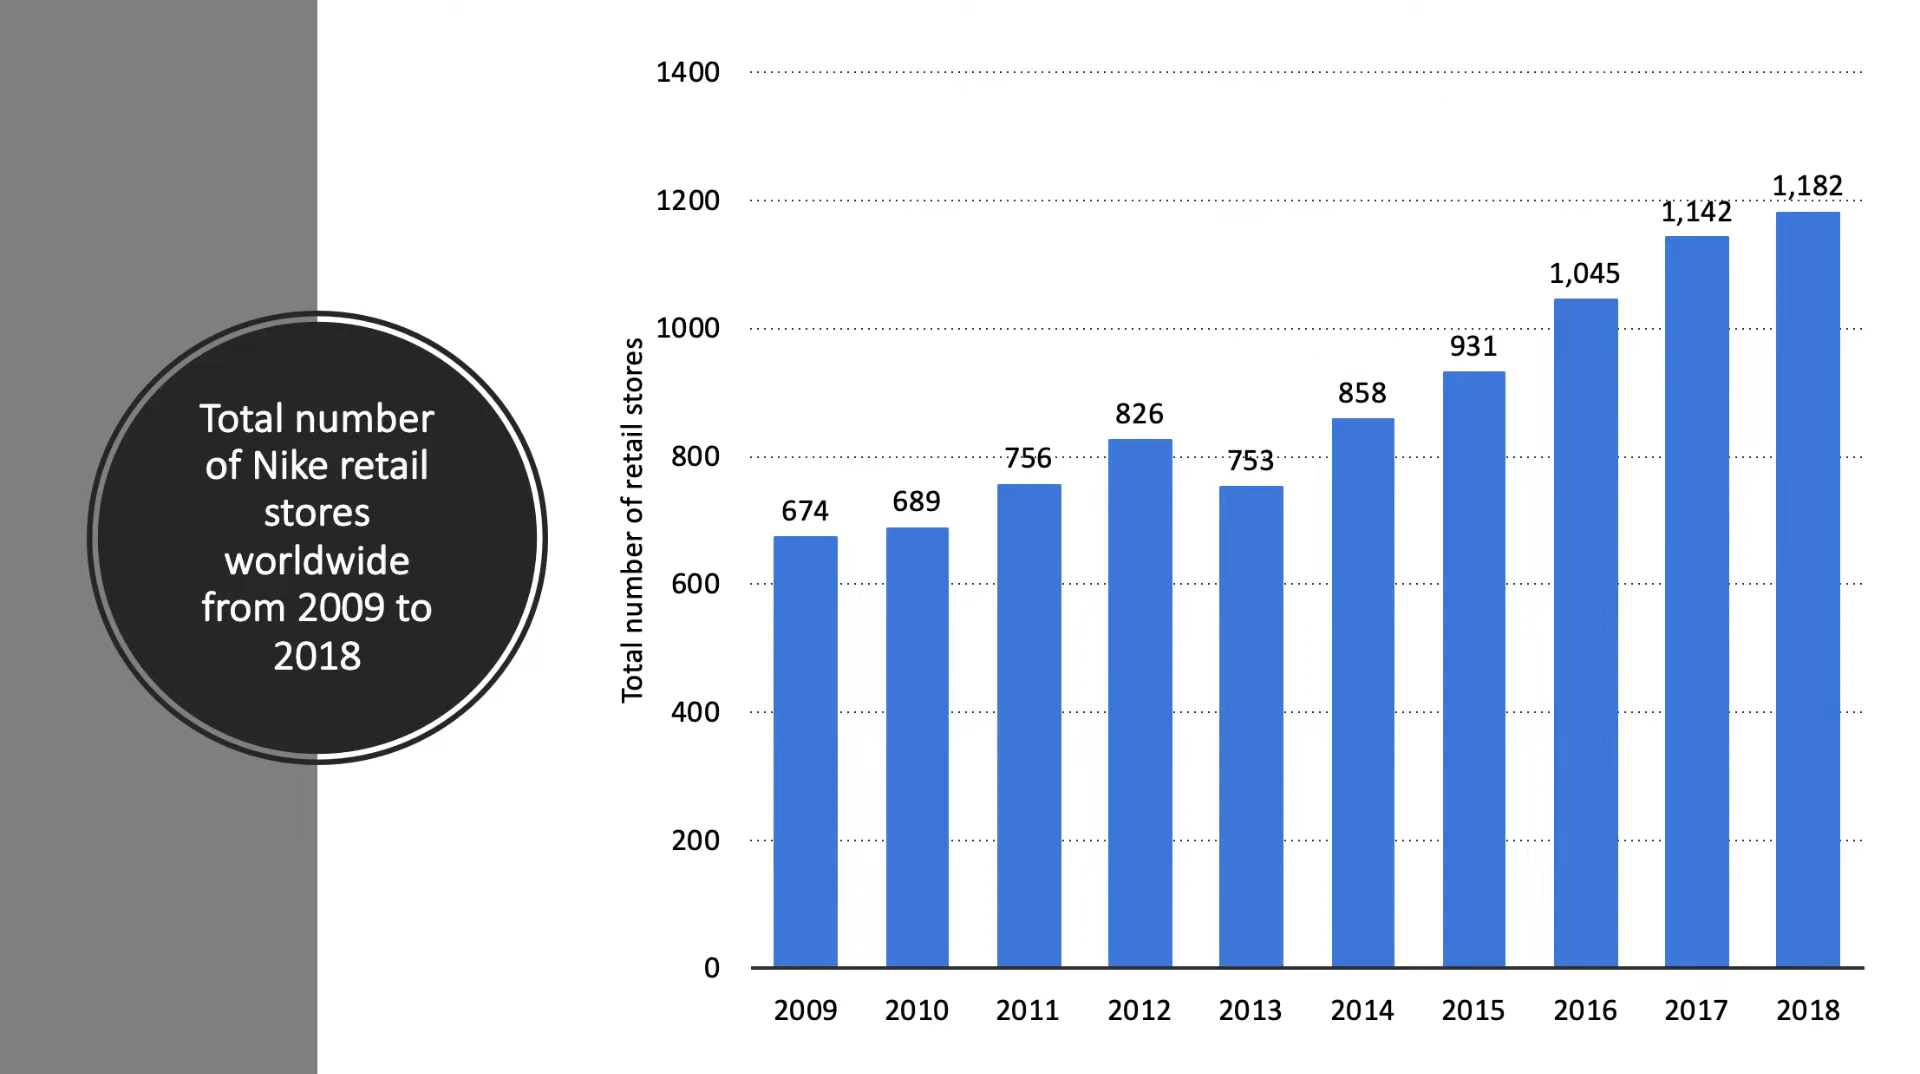 Total number
of Nike retail
stores
worldwide
from 2009 to
2018
Total number of retail stores
1400
1200
1000
800
600
400
200
0
674
689
756
826
753
858
931
1,045
1,142
1,182
2009 2010 2011 2012 2013 2014 2015 2016 2017 2018